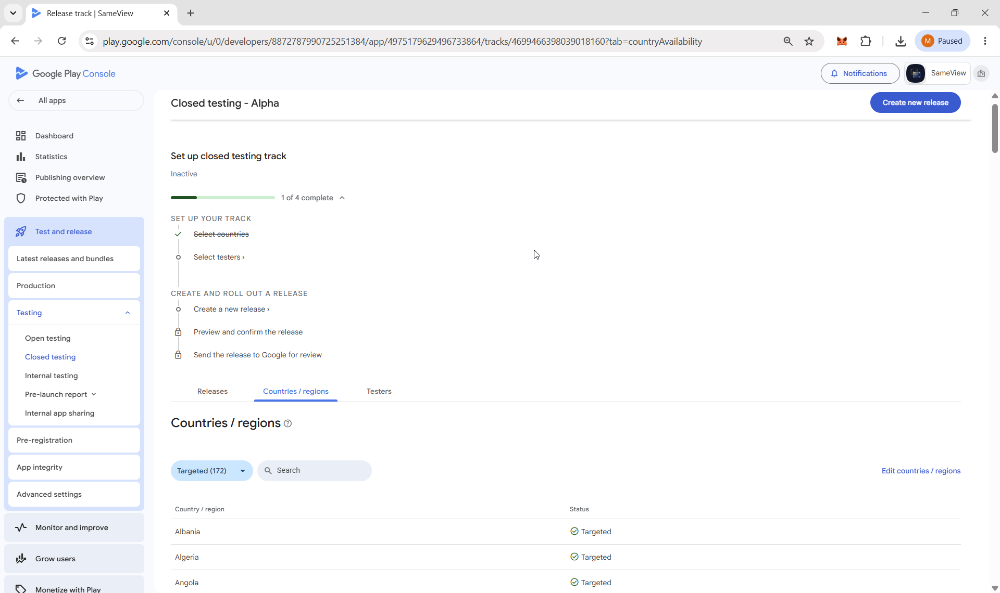 Release track | SameView
play.google.com/console/u/0/developers/8872787990725251384/app/4975179629496733864/tracks/4699466398039018160?tab=countryAvailability
M Paused
Google Play Console
Notifications
SameView
All apps
Dashboard
Statistics
Publishing overview
Protected with Play
Test and release
Latest releases and bundles
Production
Testing
Open testing
Closed testing
Internal testing
Pre-launch report
Internal app sharing
Pre-registration
App integrity
Advanced settings
Monitor and improve
Grow users
Monetize with Play
Closed testing - Alpha
Create new release
Set up closed testing track
Inactive
1 of 4 complete
SET UP YOUR TRACK
Select countries
Select testers ›
CREATE AND ROLL OUT A RELEASE
Create a new release ›
Preview and confirm the release
Send the release to Google for review
Releases
Countries / regions
Testers
Countries / regions
Targeted (172)
Search
Edit countries / regions
Country / region Status
Albania Targeted
Algeria Targeted
Angola Targeted